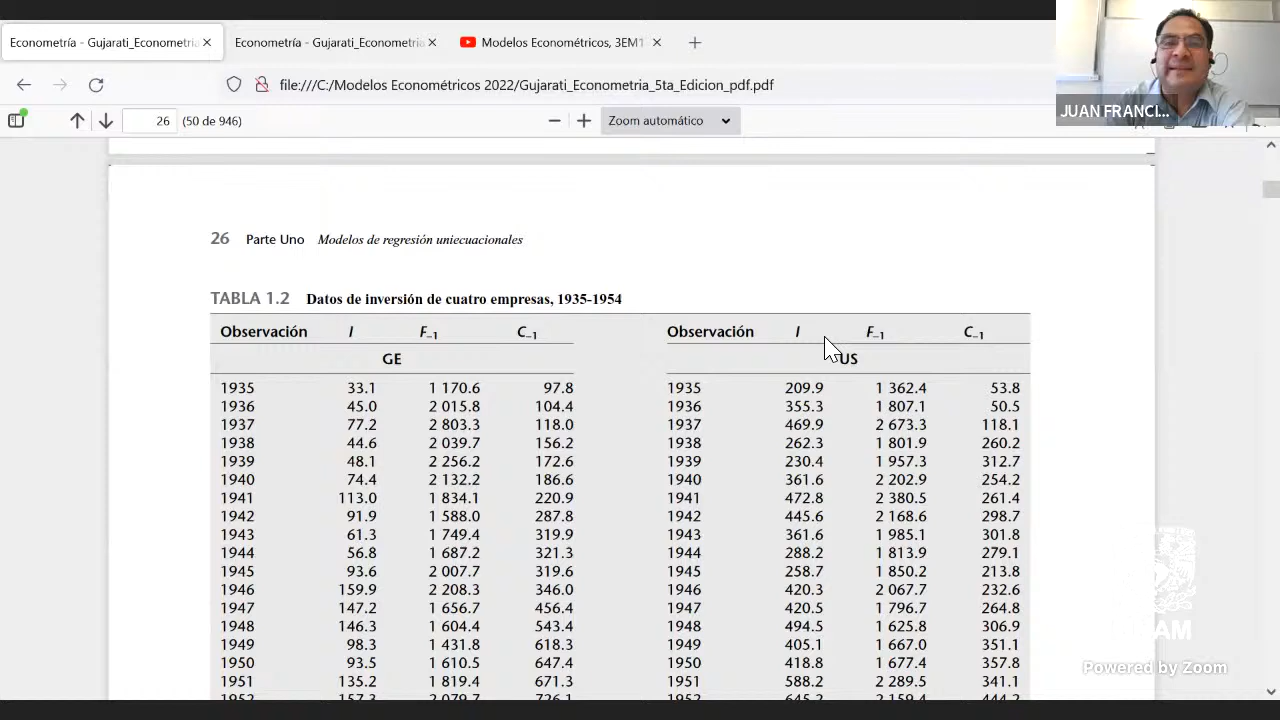 Econometría - Gujarati_Econometria
Econometría - Gujarati_Econometria
Modelos Econométricos, 3EM1
file:///C:/Modelos Econométricos 2022/Gujarati_Econometria_5ta_Edicion_pdf.pdf
JUAN FRANCI...
26 (50 de 946)
Zoom automático
26 Parte Uno Modelos de regresión uniecuacionales
TABLA 1.2 Datos de inversión de cuatro empresas, 1935-1954
Observación I F−1 C−1 Observación I F−1 C−1
GE US
1935 33.1 1 170.6 97.8 1935 209.9 1 362.4 53.8
1936 45.0 2 015.8 104.4 1936 355.3 1 807.1 50.5
1937 77.2 2 803.3 118.0 1937 469.9 2 673.3 118.1
1938 44.6 2 039.7 156.2 1938 262.3 1 801.9 260.2
1939 48.1 2 256.2 172.6 1939 230.4 1 957.3 312.7
1940 74.4 2 132.2 186.6 1940 361.6 2 202.9 254.2
1941 113.0 1 834.1 220.9 1941 472.8 2 380.5 261.4
1942 91.9 1 588.0 287.8 1942 445.6 2 168.6 298.7
1943 61.3 1 749.4 319.9 1943 361.6 1 985.1 301.8
1944 56.8 1 687.2 321.3 1944 288.2 1 813.9 279.1
1945 93.6 2 007.7 319.6 1945 258.7 1 850.2 213.8
1946 159.9 2 208.3 346.0 1946 420.3 2 067.7 232.6
1947 147.2 1 656.7 456.4 1947 420.5 1 796.7 264.8
1948 146.3 1 604.4 543.4 1948 494.5 1 625.8 306.9
1949 98.3 1 431.8 618.3 1949 405.1 1 667.0 351.1
1950 93.5 1 610.5 647.4 1950 418.8 1 677.4 357.8
1951 135.2 1 819.4 671.3 1951 588.2 2 289.5 341.1
1952 157.3 2 079.7 726.1 1952 645.2 2 159.4 444.2
Powered by Zoom